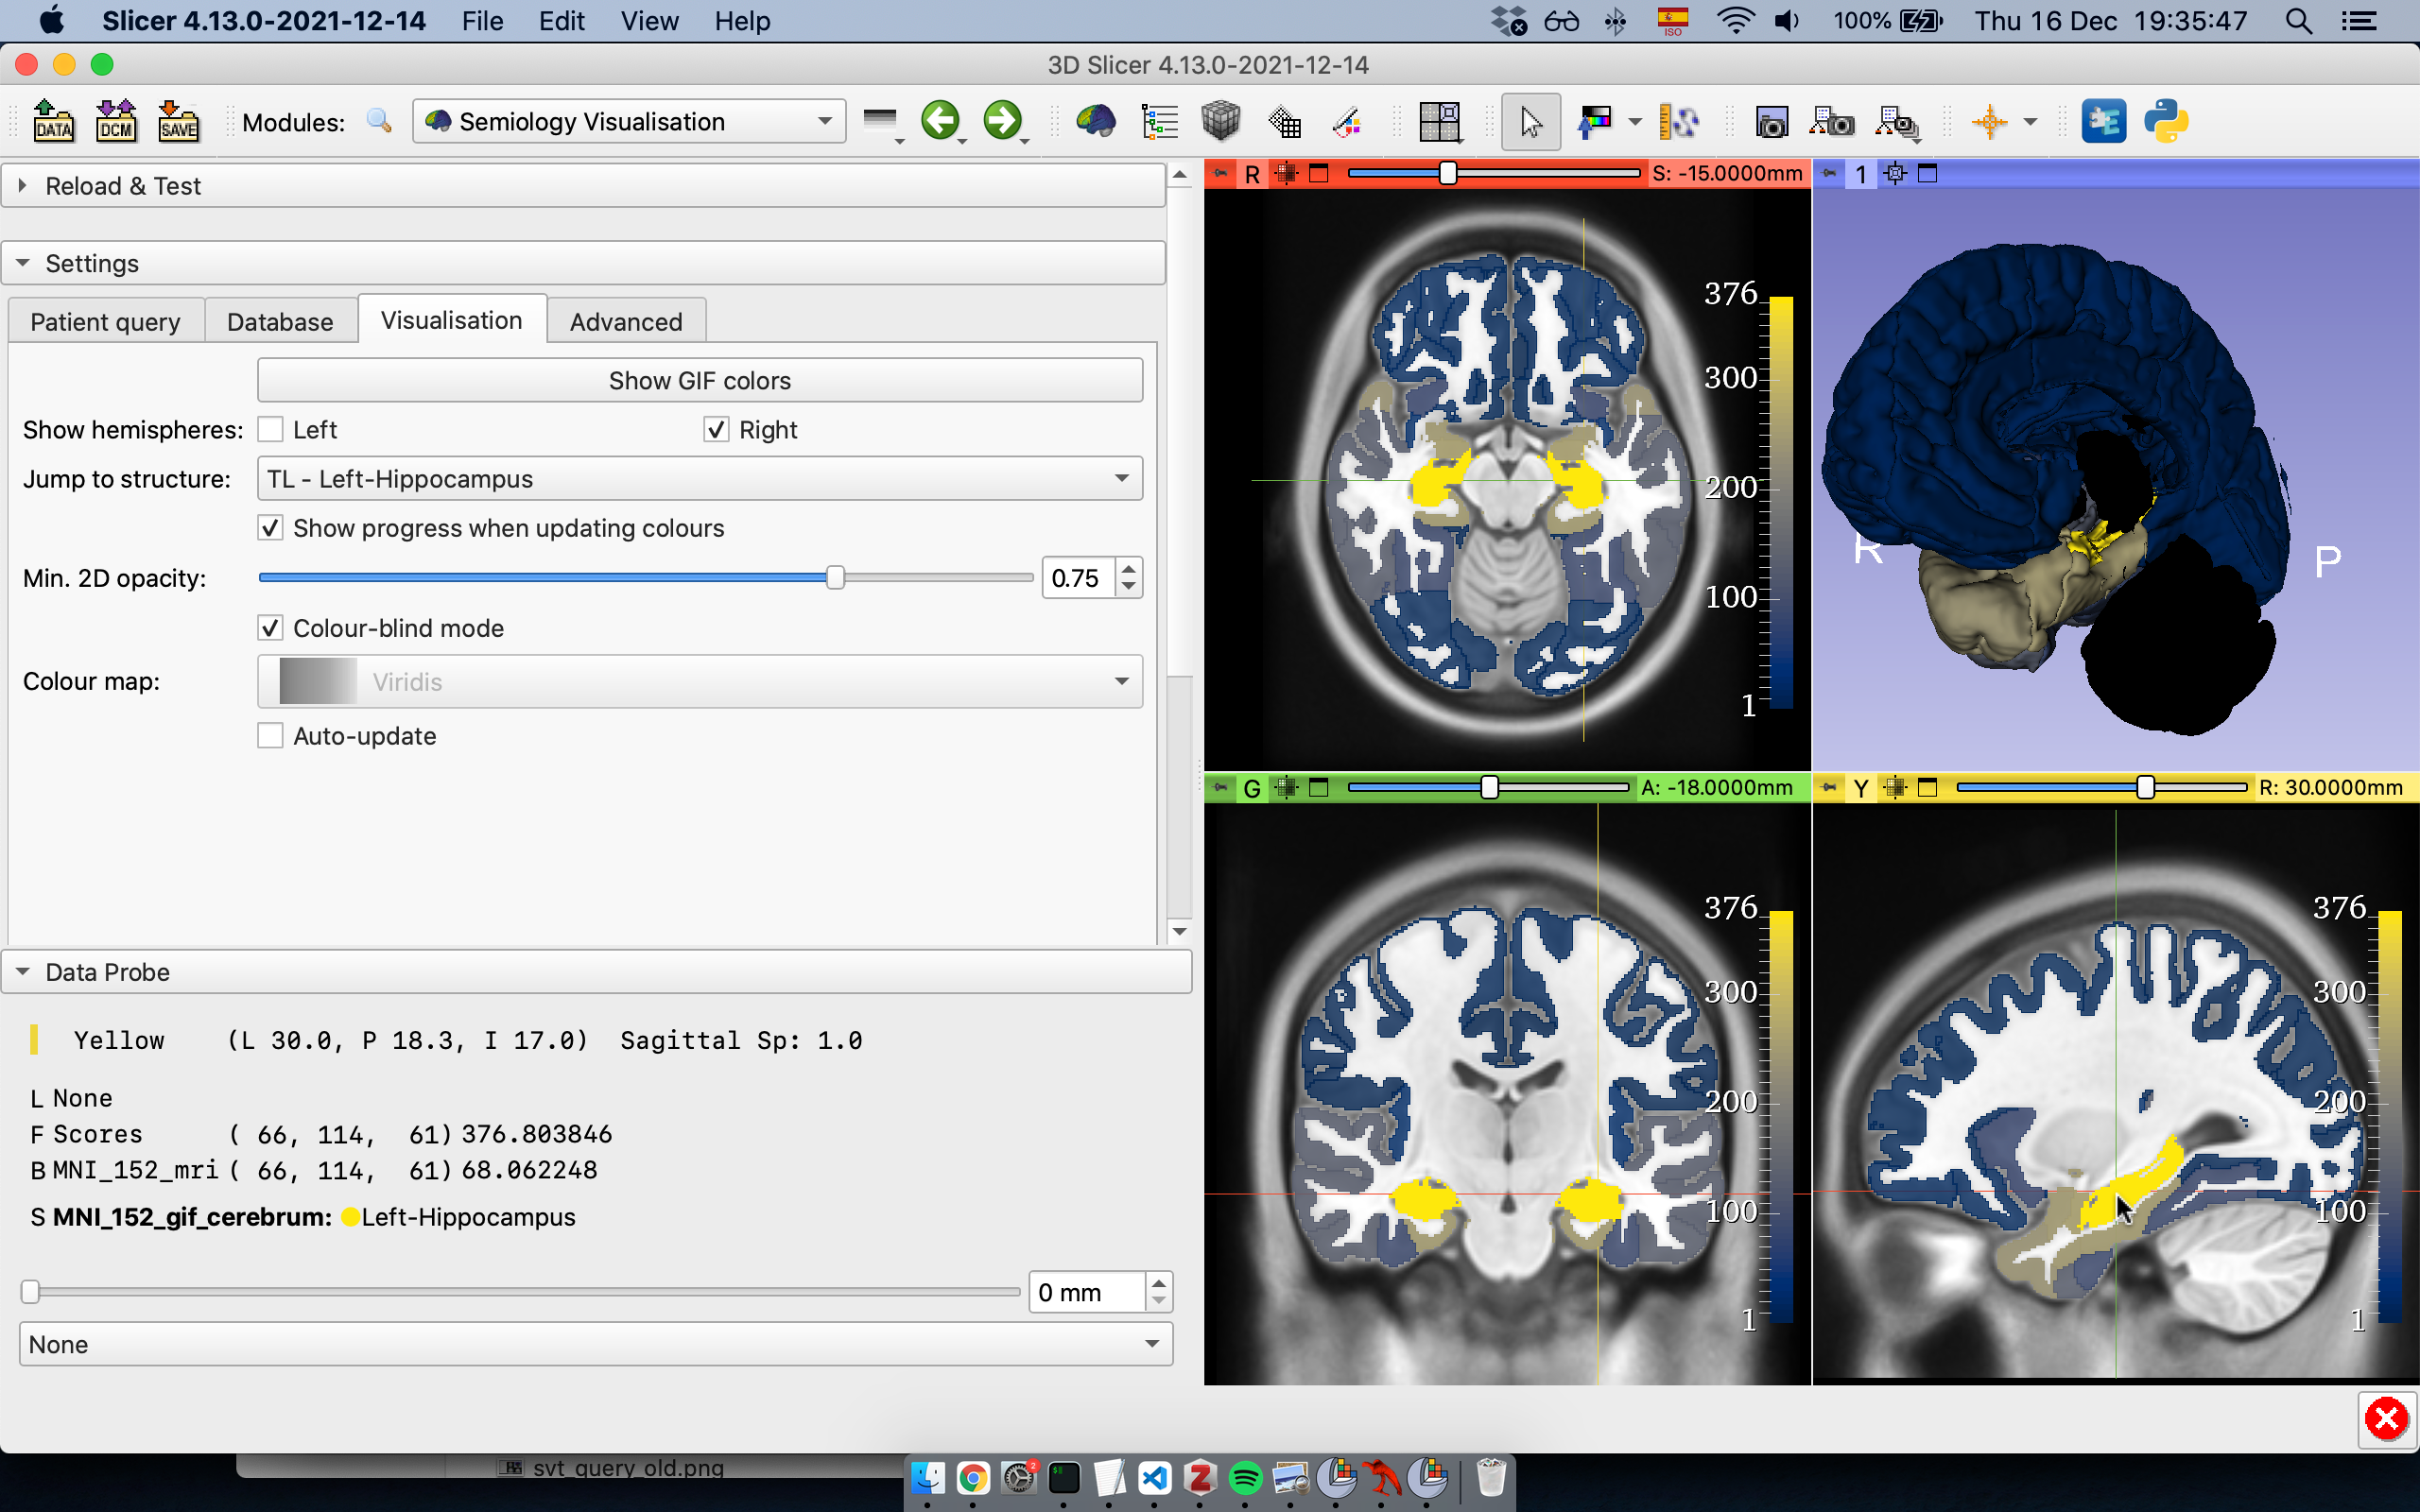 Slicer 4.13.0-2021-12-14 File Edit View Help ISO 100% Thu 16 Dec 19:35:47
3D Slicer 4.13.0-2021-12-14
DATA DCM SAVE Modules: Semiology Visualisation
Reload & Test
Settings
Patient query Database Visualisation Advanced
Show GIF colors
Show hemispheres: Left Right
Jump to structure: TL - Left-Hippocampus
Show progress when updating colours
Min. 2D opacity: 0.75
Colour-blind mode
Colour map: Viridis
Auto-update
Data Probe
Yellow (L 30.0, P 18.3, I 17.0) Sagittal Sp: 1.0
L None
F Scores ( 66, 114, 61) 376.803846
B MNI_152_mri ( 66, 114, 61) 68.062248
S MNI_152_gif_cerebrum: Left-Hippocampus
0 mm
None
R S: -15.0000mm
376
300
200
100
1
1
R
P
G A: -18.0000mm
376
300
200
100
1
Y R: 30.0000mm
376
300
200
100
1
svt_query_old.png
2